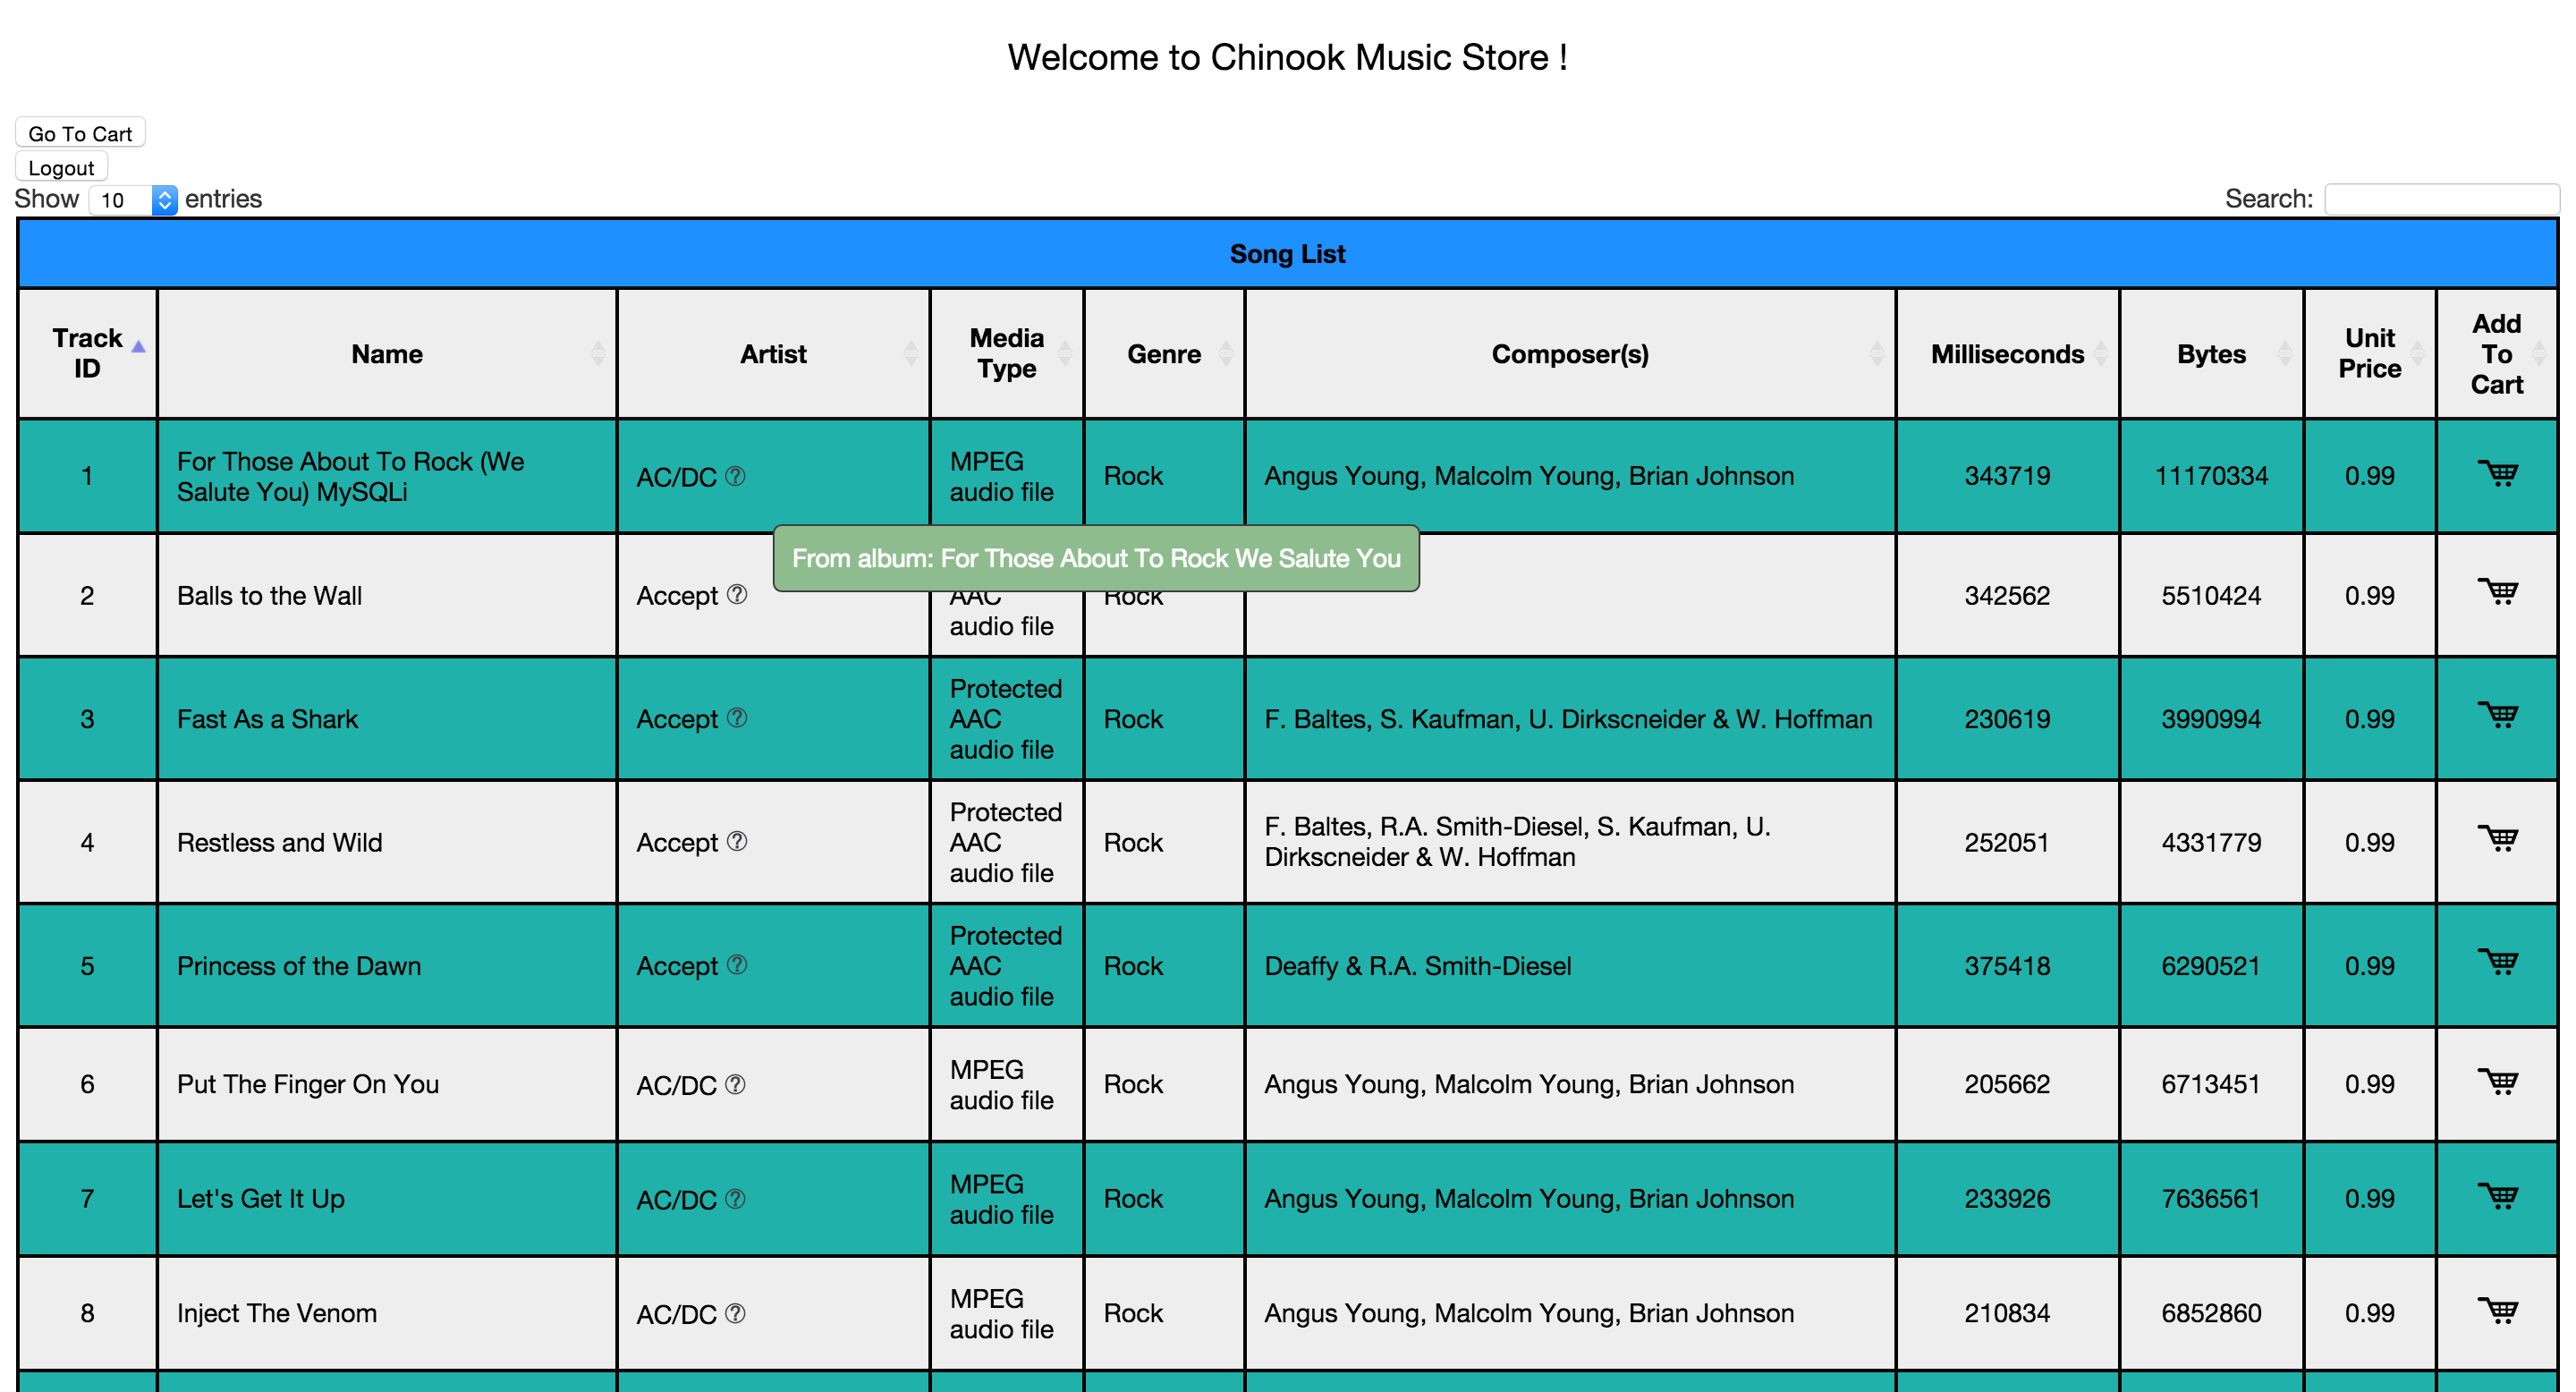 Welcome to Chinook Music Store !
Go To Cart
Logout
Show 10 entries
Search:
Song List
Track ID Name Artist Media Type Genre Composer(s) Milliseconds Bytes Unit Price Add To Cart
1 For Those About To Rock (We Salute You) MySQLi AC/DC ? MPEG audio file Rock Angus Young, Malcolm Young, Brian Johnson 343719 11170334 0.99
From album: For Those About To Rock We Salute You
2 Balls to the Wall Accept ? AAC audio file Rock 342562 5510424 0.99
3 Fast As a Shark Accept ? Protected AAC audio file Rock F. Baltes, S. Kaufman, U. Dirkscneider & W. Hoffman 230619 3990994 0.99
4 Restless and Wild Accept ? Protected AAC audio file Rock F. Baltes, R.A. Smith-Diesel, S. Kaufman, U. Dirkscneider & W. Hoffman 252051 4331779 0.99
5 Princess of the Dawn Accept ? Protected AAC audio file Rock Deaffy & R.A. Smith-Diesel 375418 6290521 0.99
6 Put The Finger On You AC/DC ? MPEG audio file Rock Angus Young, Malcolm Young, Brian Johnson 205662 6713451 0.99
7 Let's Get It Up AC/DC ? MPEG audio file Rock Angus Young, Malcolm Young, Brian Johnson 233926 7636561 0.99
8 Inject The Venom AC/DC ? MPEG audio file Rock Angus Young, Malcolm Young, Brian Johnson 210834 6852860 0.99